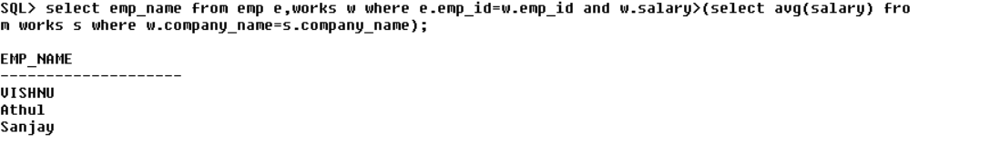 SQL> select emp_name from emp e,works w where e.emp_id=w.emp_id and w.salary>(select avg(salary) fro
m works s where w.company_name=s.company_name);
EMP_NAME
--------------------
VISHNU
Athul
Sanjay